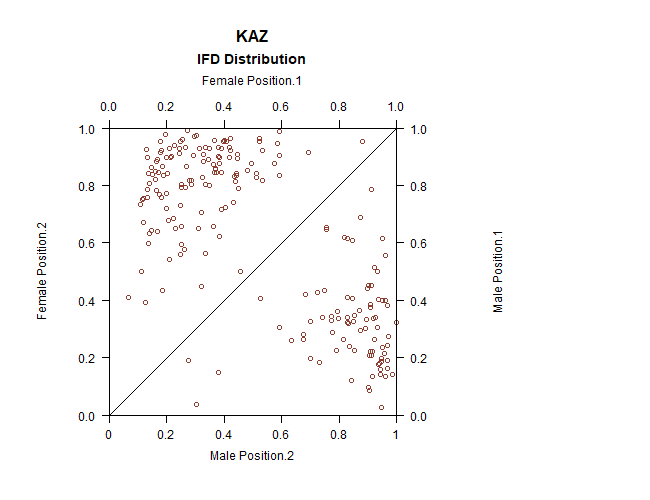 KAZ
IFD Distribution
Female Position.1
0.0 0.2 0.4 0.6 0.8 1.0
1.0 1.0
0.8 0.8
0.6 0.6
0.4 0.4
0.2 0.2
0.0 0.0
Female Position.2
Male Position.1
0 0.2 0.4 0.6 0.8 1
Male Position.2